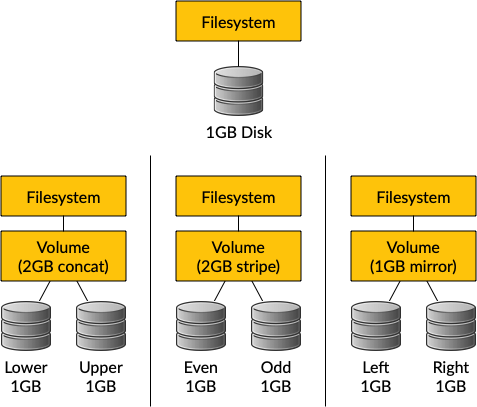 Filesystem
1GB Disk
Filesystem
Volume
(2GB concat)
Lower
1GB
Upper
1GB
Filesystem
Volume
(2GB stripe)
Even
1GB
Odd
1GB
Filesystem
Volume
(1GB mirror)
Left
1GB
Right
1GB